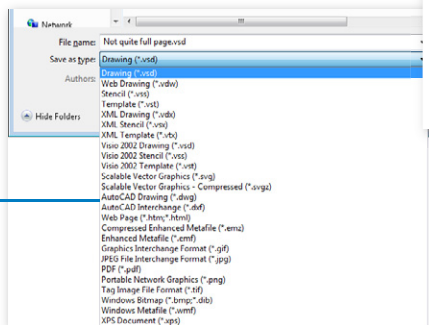 Network
File name: Not quite full page.vsd
Save as type: Drawing (*.vsd)
Authors:
Drawing (*.vsd)
Web Drawing (*.vdw)
Stencil (*.vss)
Template (*.vst)
XML Drawing (*.vdx)
XML Stencil (*.vsx)
XML Template (*.vtx)
Visio 2002 Drawing (*.vsd)
Visio 2002 Stencil (*.vss)
Visio 2002 Template (*.vst)
Scalable Vector Graphics (*.svg)
Scalable Vector Graphics - Compressed (*.svgz)
AutoCAD Drawing (*.dwg)
AutoCAD Interchange (*.dxf)
Web Page (*.htm;*.html)
Compressed Enhanced Metafile (*.emz)
Enhanced Metafile (*.emf)
Graphics Interchange Format (*.gif)
JPEG File Interchange Format (*.jpg)
PDF (*.pdf)
Portable Network Graphics (*.png)
Tag Image File Format (*.tif)
Windows Bitmap (*.bmp;*.dib)
Windows Metafile (*.wmf)
XPS Document (*.xps)
Hide Folders